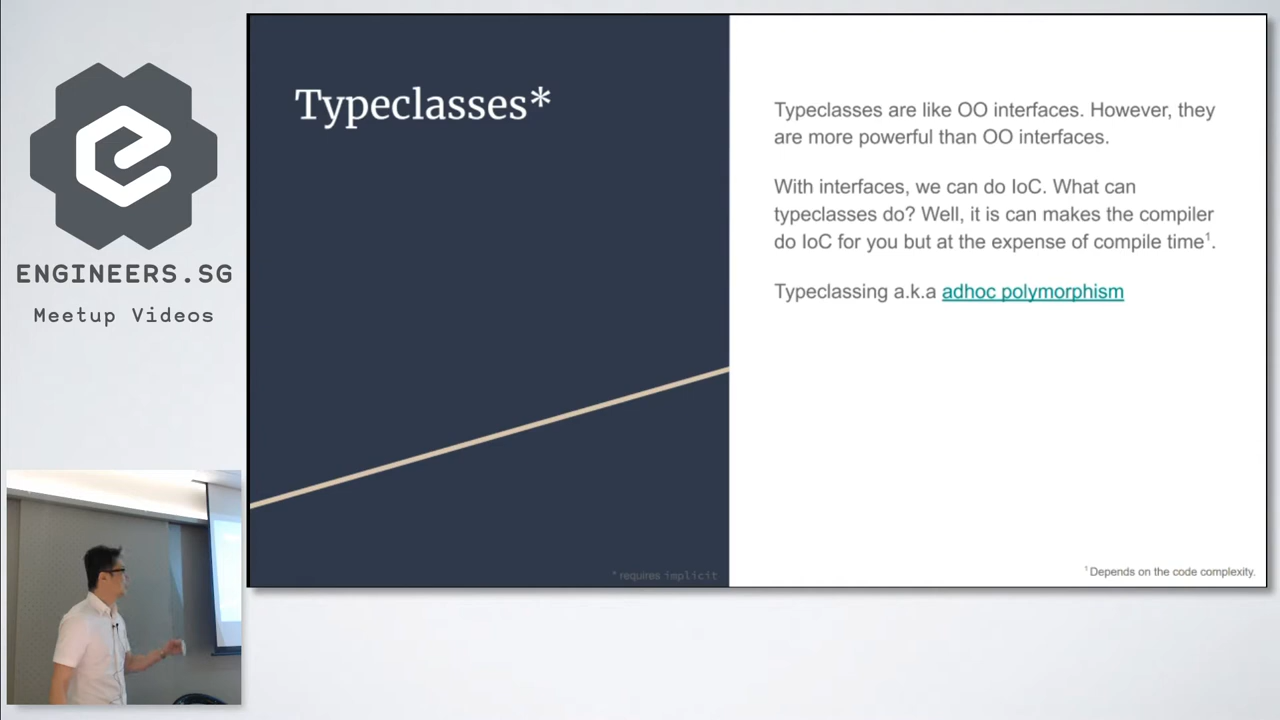 ENGINEERS.SG
Meetup Videos
Typeclasses*
* requires implicit
Typeclasses are like OO interfaces. However, they
are more powerful than OO interfaces.
With interfaces, we can do IoC. What can
typeclasses do? Well, it is can makes the compiler
do IoC for you but at the expense of compile time¹.
Typeclassing a.k.a adhoc polymorphism
¹ Depends on the code complexity.